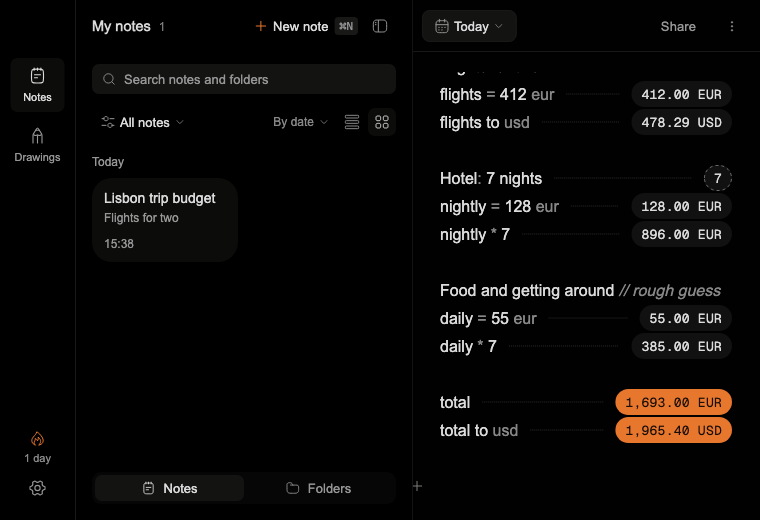 Notes
Drawings
1 day
My notes 1
New note ⌘N
Search notes and folders
All notes
By date
Today
Lisbon trip budget
Flights for two
15:38
Notes
Folders
Today
Share
flights = 412 eur 412.00 EUR
flights to usd 478.29 USD
Hotel: 7 nights 7
nightly = 128 eur 128.00 EUR
nightly * 7 896.00 EUR
Food and getting around // rough guess
daily = 55 eur 55.00 EUR
daily * 7 385.00 EUR
total 1,693.00 EUR
total to usd 1,965.40 USD